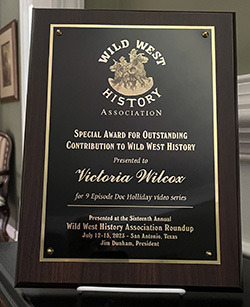 WILD WEST
HISTORY
ASSOCIATION
SPECIAL AWARD FOR OUTSTANDING
CONTRIBUTION TO WILD WEST HISTORY
Presented to
Victoria Wilcox
for 9 Episode Doc Holliday video series
Presented at the Sixteenth Annual
Wild West History Association Roundup
July 12-15, 2023 - San Antonio, Texas
Jim Dunham, President